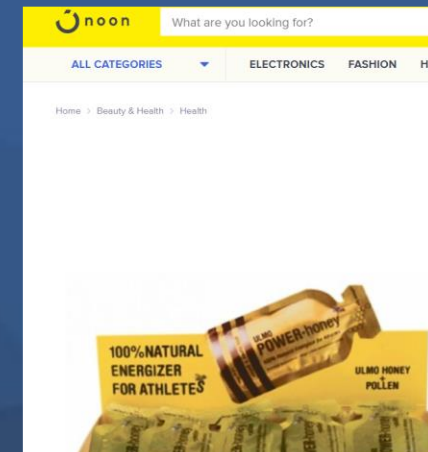 noon
What are you looking for?
ALL CATEGORIES ELECTRONICS FASHION H
Home > Beauty & Health > Health
ULMO
POWER-honey
100%NATURAL
ENERGIZER
FOR ATHLETES
ULMO HONEY
+
POLLEN